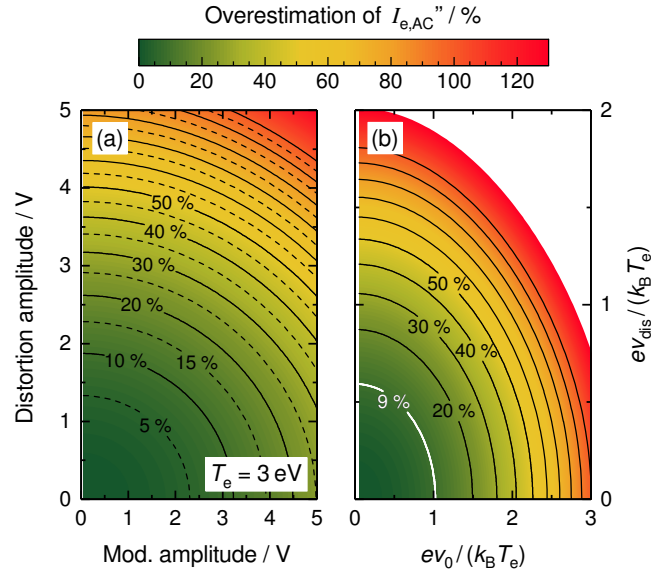 Overestimation of I_e,AC'' / %
0 20 40 60 80 100 120
(a)
(b)
Distortion amplitude / V
5
4
3
2
1
0
50 %
40 %
30 %
20 %
10 %
15 %
5 %
T_e = 3 eV
0 1 2 3 4 5
Mod. amplitude / V
50 %
30 %
40 %
20 %
9 %
0 1 2 3
ev_0 / (k_B T_e)
2
1
0
ev_dis / (k_B T_e)